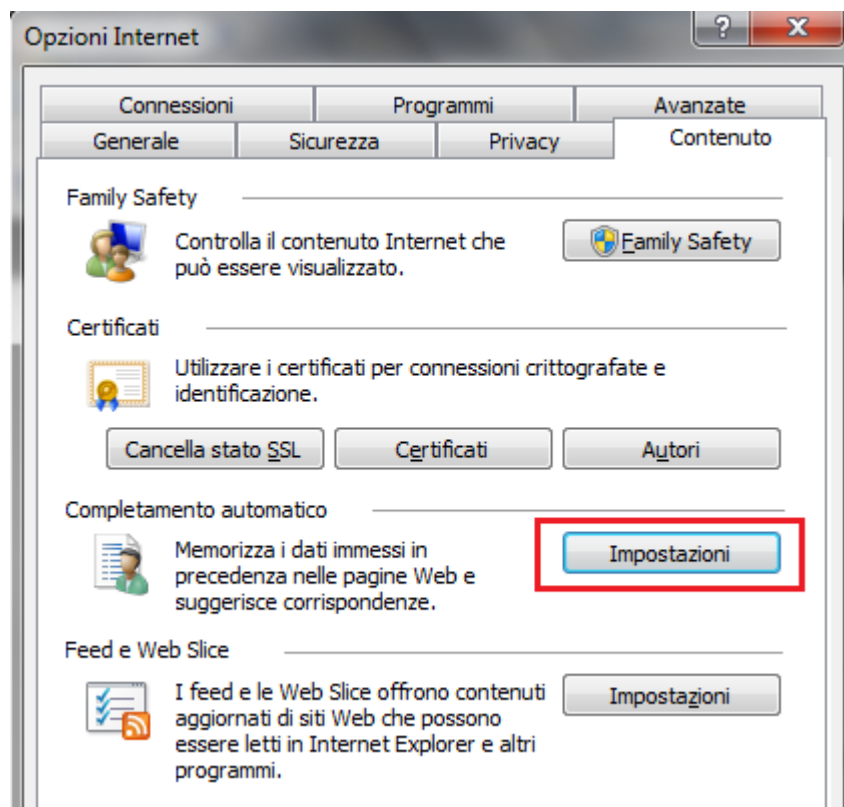 Opzioni Internet
?
X
Connessioni
Programmi
Avanzate
Generale
Sicurezza
Privacy
Contenuto
Family Safety
Controlla il contenuto Internet che
può essere visualizzato.
Family Safety
Certificati
Utilizzare i certificati per connessioni crittografate e
identificazione.
Cancella stato SSL
Certificati
Autori
Completamento automatico
Memorizza i dati immessi in
precedenza nelle pagine Web e
suggerisce corrispondenze.
Impostazioni
Feed e Web Slice
I feed e le Web Slice offrono contenuti
aggiornati di siti Web che possono
essere letti in Internet Explorer e altri
programmi.
Impostazioni